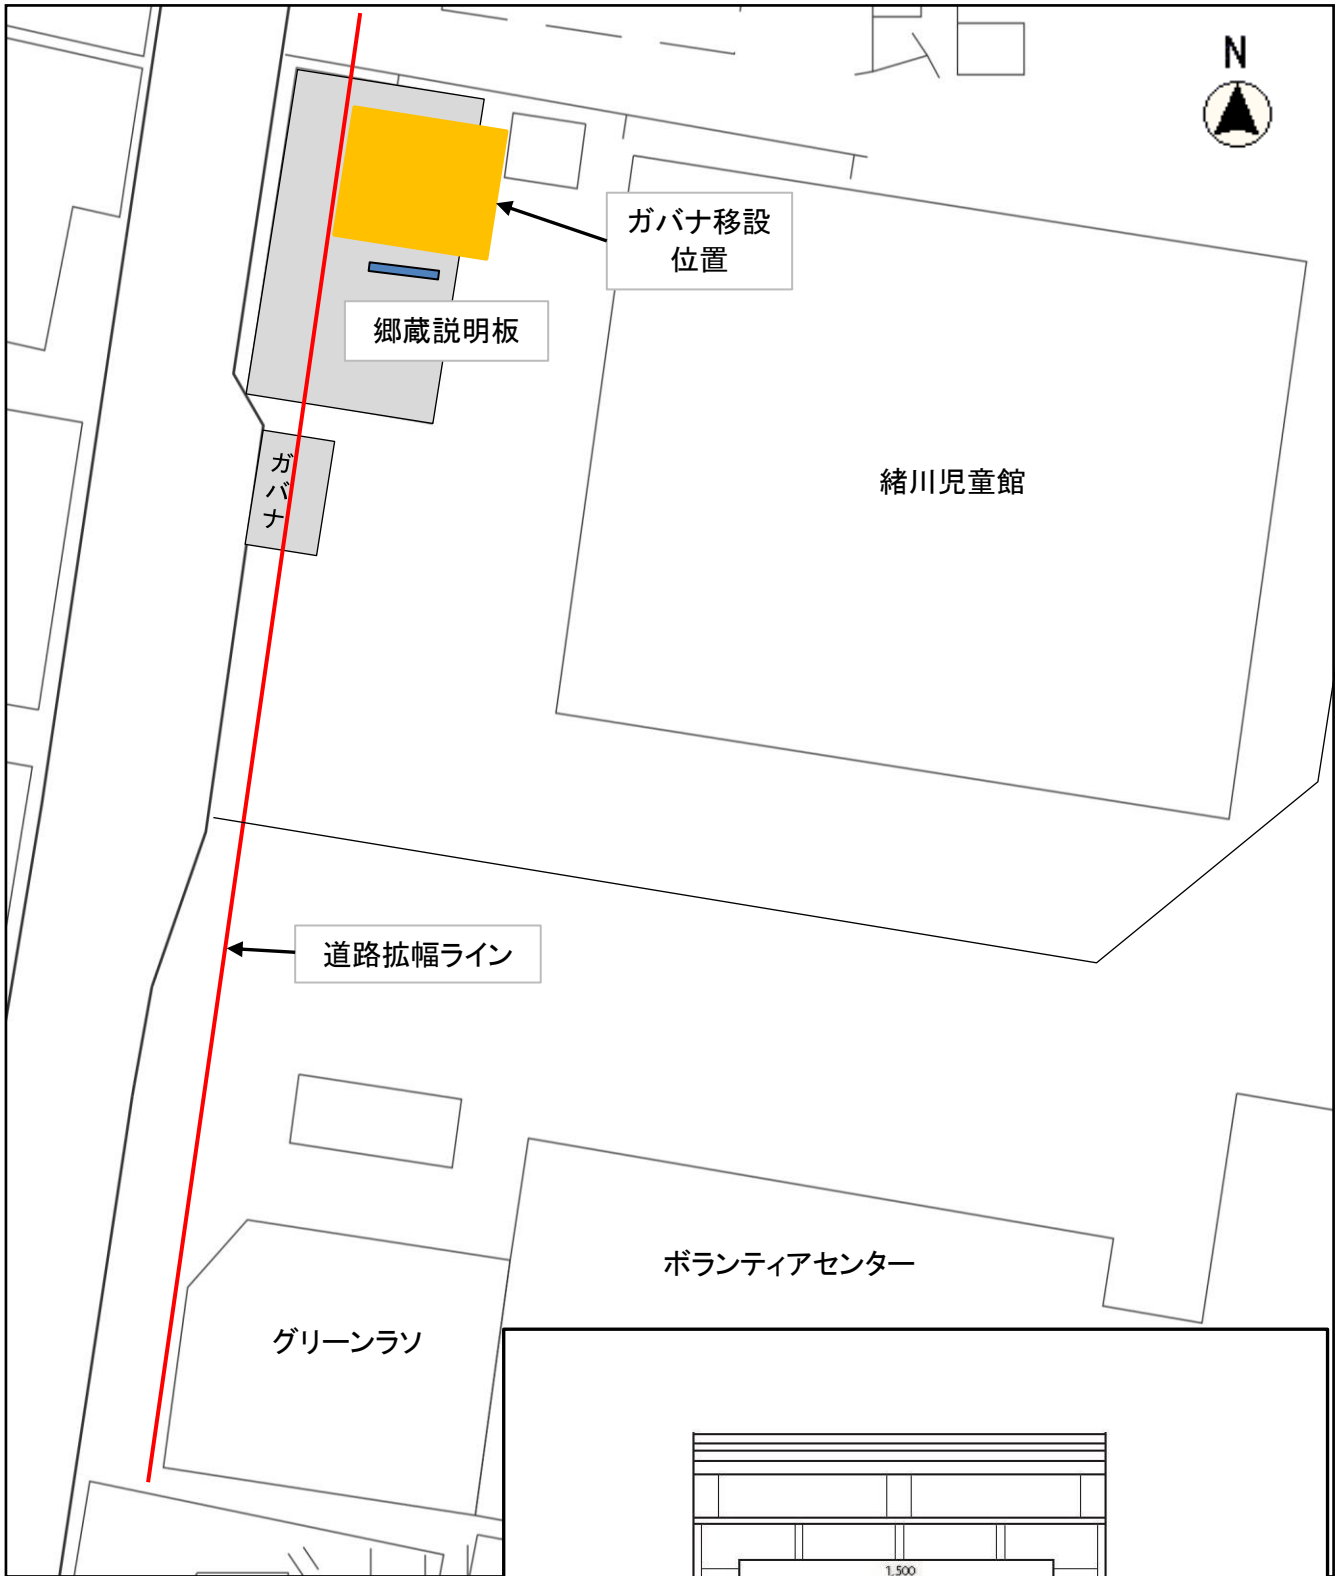 N
ガバナ移設
位置
郷蔵説明板
ガバナ
緒川児童館
道路拡幅ライン
ボランティアセンター
グリーンラソ
1,500